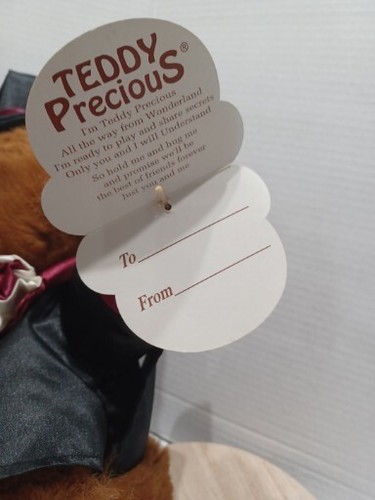 TEDDY
Precious®
I'm Teddy Precious
All the way from Wonderland
I'm ready to play and share secrets
Only you and I will Understand
So hold me and hug me
and promise we'll be
the best of friends forever
Just you and me
To
From